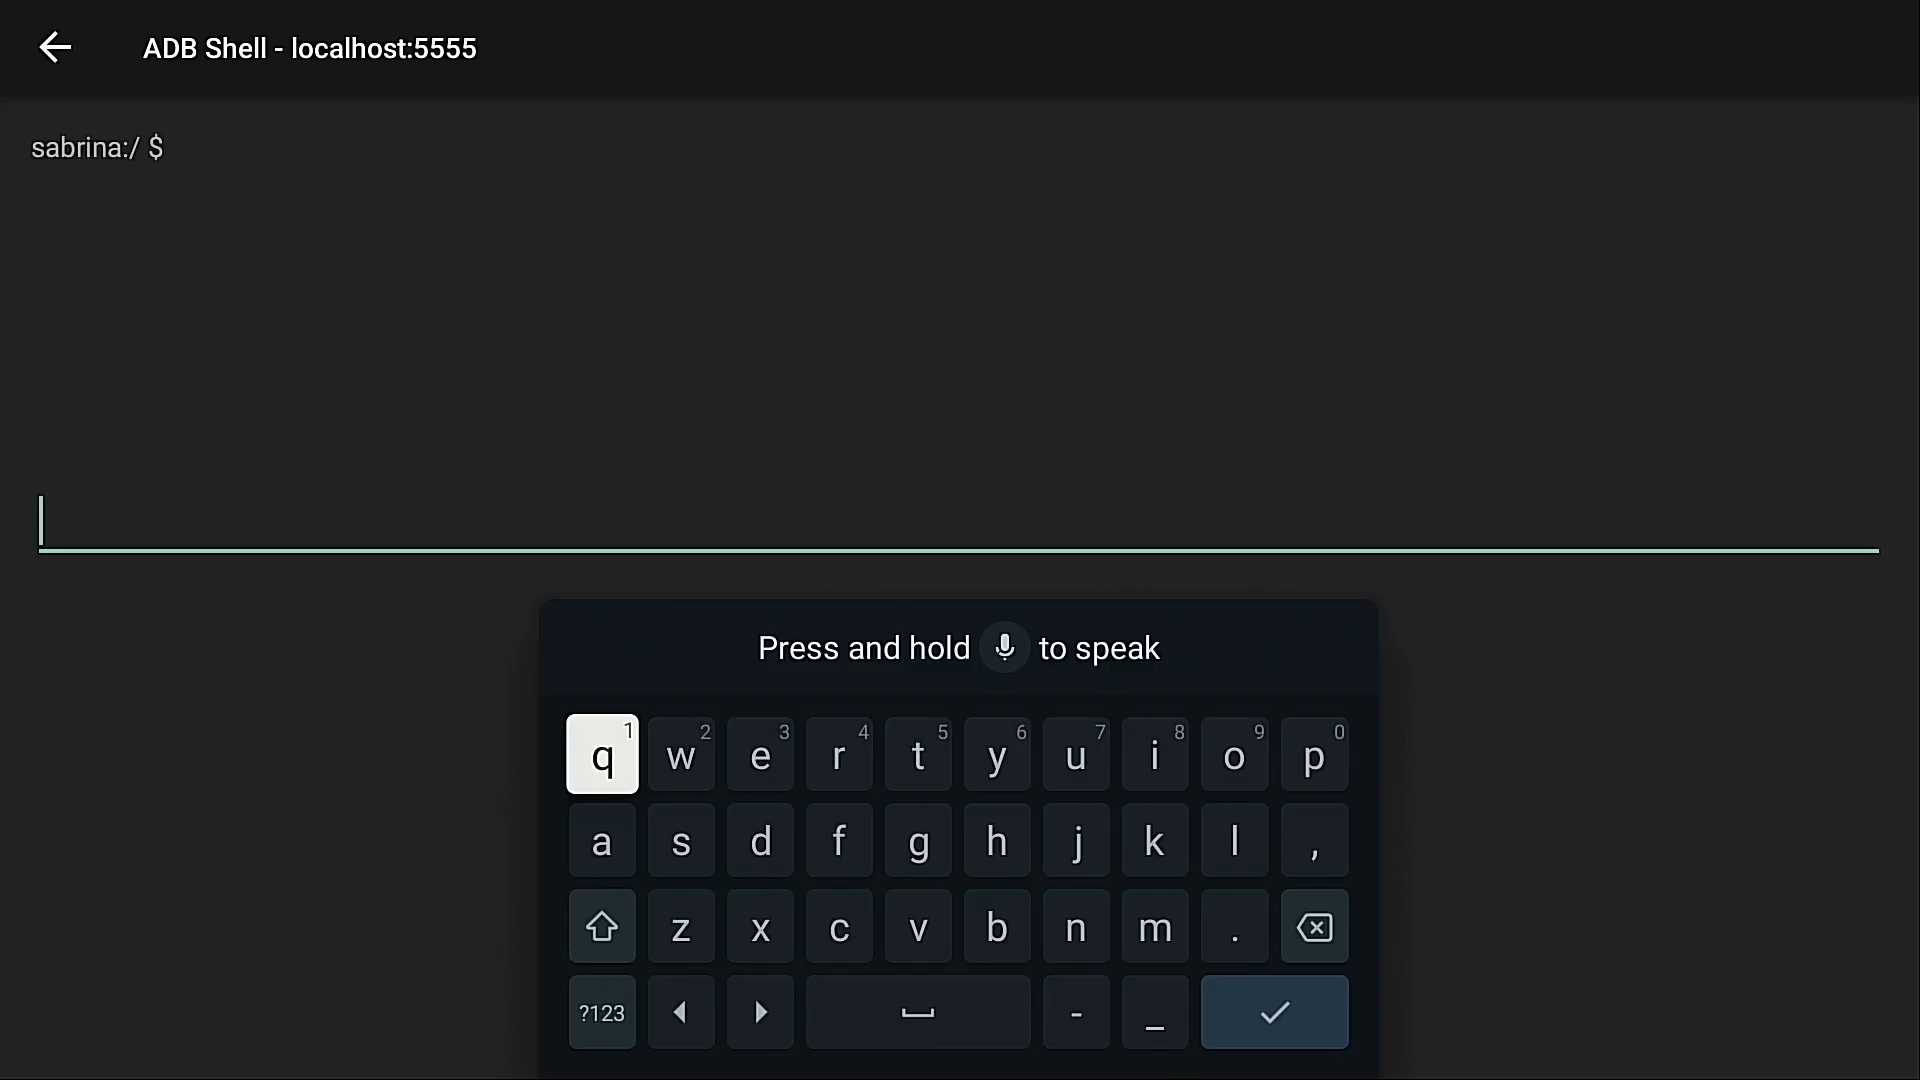 ADB Shell - localhost:5555
sabrina:/ $
Press and hold to speak
q 1 w 2 e 3 r 4 t 5 y 6 u 7 i 8 o 9 p 0
a s d f g h j k l ,
z x c v b n m .
?123 - _